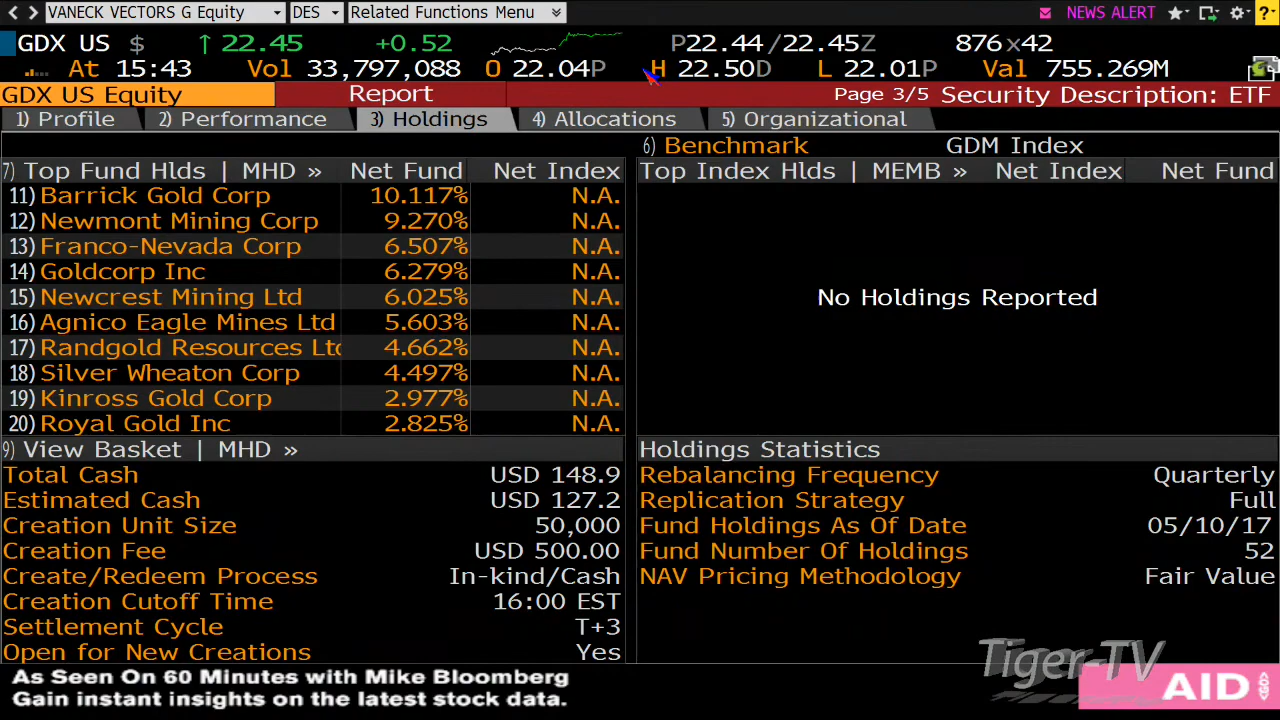 VANECK VECTORS G Equity DES Related Functions Menu NEWS ALERT ?
GDX US $ ↑ 22.45 +0.52 P22.44/22.45Z 876x42
At 15:43 Vol 33,797,088 O 22.04P H 22.50D L 22.01P Val 755.269M
GDX US Equity Report Page 3/5 Security Description: ETF
1) Profile 2) Performance 3) Holdings 4) Allocations 5) Organizational
6) Benchmark GDM Index
7) Top Fund Hlds | MHD » Net Fund Net Index Top Index Hlds | MEMB » Net Index Net Fund
11) Barrick Gold Corp 10.117% N.A.
12) Newmont Mining Corp 9.270% N.A.
13) Franco-Nevada Corp 6.507% N.A.
14) Goldcorp Inc 6.279% N.A.
15) Newcrest Mining Ltd 6.025% N.A. No Holdings Reported
16) Agnico Eagle Mines Ltd 5.603% N.A.
17) Randgold Resources Ltd 4.662% N.A.
18) Silver Wheaton Corp 4.497% N.A.
19) Kinross Gold Corp 2.977% N.A.
20) Royal Gold Inc 2.825% N.A.
9) View Basket | MHD » Holdings Statistics
Total Cash USD 148.9 Rebalancing Frequency Quarterly
Estimated Cash USD 127.2 Replication Strategy Full
Creation Unit Size 50,000 Fund Holdings As Of Date 05/10/17
Creation Fee USD 500.00 Fund Number Of Holdings 52
Create/Redeem Process In-kind/Cash NAV Pricing Methodology Fair Value
Creation Cutoff Time 16:00 EST
Settlement Cycle T+3
Open for New Creations Yes
Tiger-TV
As Seen On 60 Minutes with Mike Bloomberg
Gain instant insights on the latest stock data.
AID